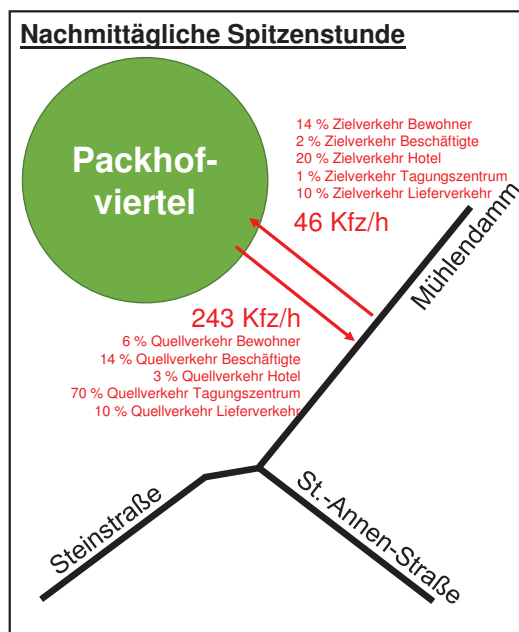 Nachmittägliche Spitzenstunde
14 % Zielverkehr Bewohner
2 % Zielverkehr Beschäftigte
20 % Zielverkehr Hotel
1 % Zielverkehr Tagungszentrum
10 % Zielverkehr Lieferverkehr
46 Kfz/h
Packhof-
viertel
Mühlendamm
243 Kfz/h
6 % Quellverkehr Bewohner
14 % Quellverkehr Beschäftigte
3 % Quellverkehr Hotel
70 % Quellverkehr Tagungszentrum
10 % Quellverkehr Lieferverkehr
Steinstraße
St.-Annen-Straße